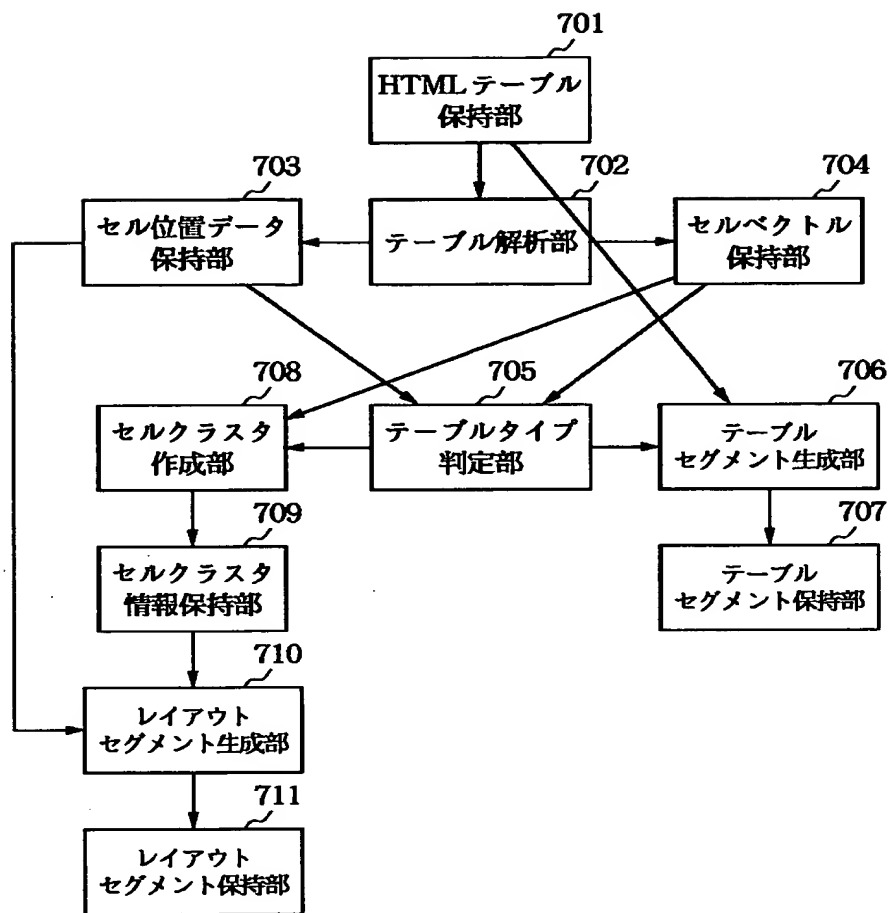 701
HTMLテーブル
保持部
703
セル位置データ
保持部
702
テーブル解析部
704
セルベクトル
保持部
708
セルクラスタ
作成部
705
テーブルタイプ
判定部
706
テーブル
セグメント生成部
709
セルクラスタ
情報保持部
707
テーブル
セグメント保持部
710
レイアウト
セグメント生成部
711
レイアウト
セグメント保持部